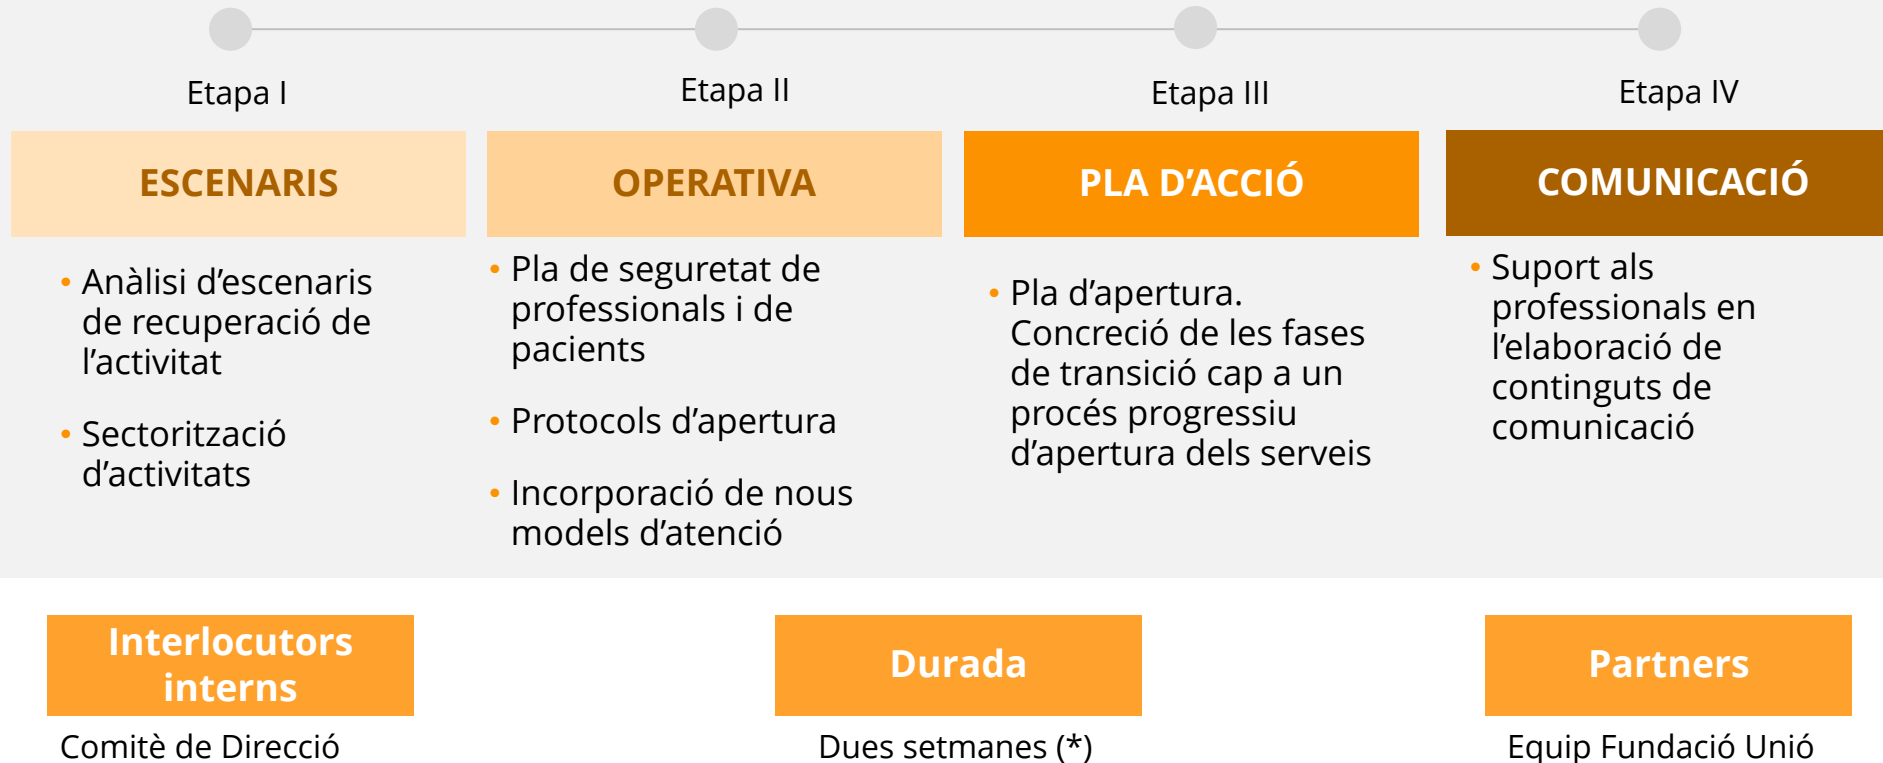 Etapa I
Etapa II
Etapa III
Etapa IV
ESCENARIS
OPERATIVA
PLA D’ACCIÓ
COMUNICACIÓ
• Anàlisi d’escenaris
de recuperació de
l’activitat
• Sectorització
d’activitats
• Pla de seguretat de
professionals i de
pacients
• Protocols d’apertura
• Incorporació de nous
models d’atenció
• Pla d’apertura.
Concreció de les fases
de transició cap a un
procés progressiu
d’apertura dels serveis
• Suport als
professionals en
l’elaboració de
continguts de
comunicació
Interlocutors
interns
Comitè de Direcció
Durada
Dues setmanes (*)
Partners
Equip Fundació Unió